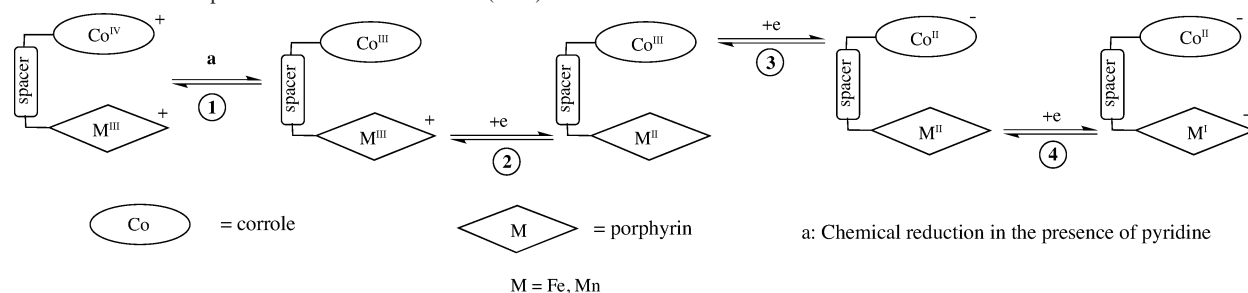 Co^IV +
spacer
M^III +
a
1
Co^III
spacer
M^III +
+e
2
Co^III
spacer
M^II
+e
3
Co^II -
spacer
M^II
+e
4
Co^II -
spacer
M^I -
Co = corrole
M = porphyrin
a: Chemical reduction in the presence of pyridine
M = Fe, Mn